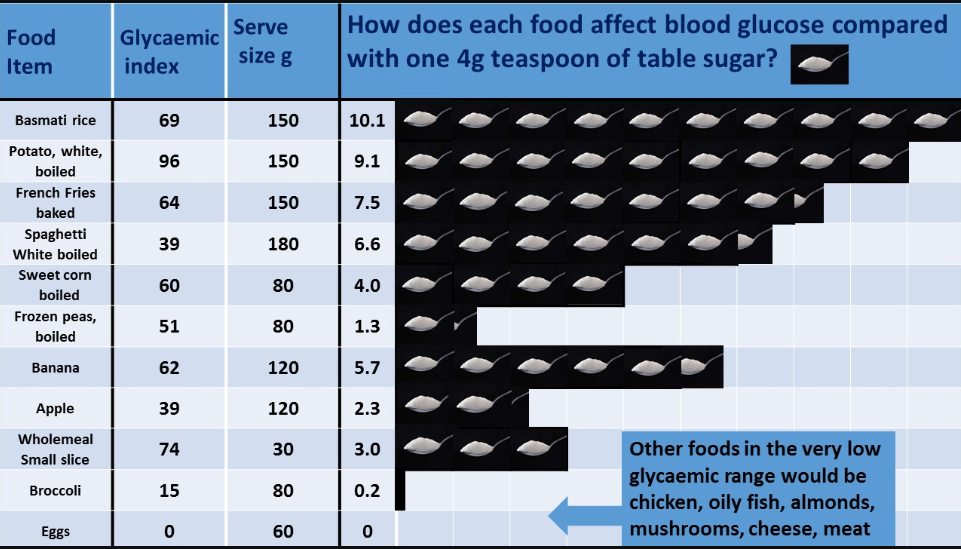 Food Item
Glycaemic index
Serve size g
How does each food affect blood glucose compared
with one 4g teaspoon of table sugar?
Basmati rice 69 150 10.1
Potato, white, boiled 96 150 9.1
French Fries baked 64 150 7.5
Spaghetti White boiled 39 180 6.6
Sweet corn boiled 60 80 4.0
Frozen peas, boiled 51 80 1.3
Banana 62 120 5.7
Apple 39 120 2.3
Wholemeal Small slice 74 30 3.0
Broccoli 15 80 0.2
Eggs 0 60 0
Other foods in the very low
glycaemic range would be
chicken, oily fish, almonds,
mushrooms, cheese, meat